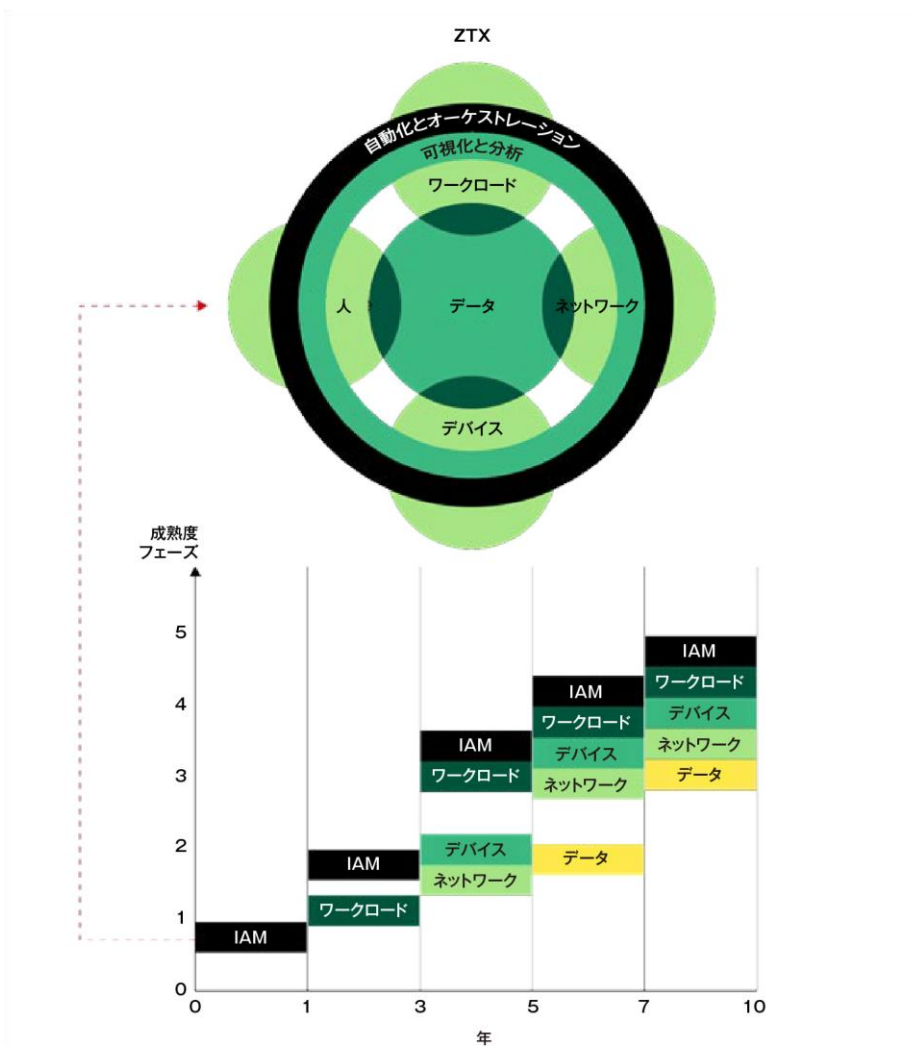 ZTX
自動化とオーケストレーション
可視化と分析
ワークロード
人
データ
ネットワーク
デバイス
成熟度
フェーズ
5
4
3
2
1
0
IAM
IAM
ワークロード
IAM
ワークロード
デバイス
ネットワーク
IAM
ワークロード
デバイス
ネットワーク
データ
IAM
ワークロード
デバイス
ネットワーク
データ
0
1
3
5
7
10
年